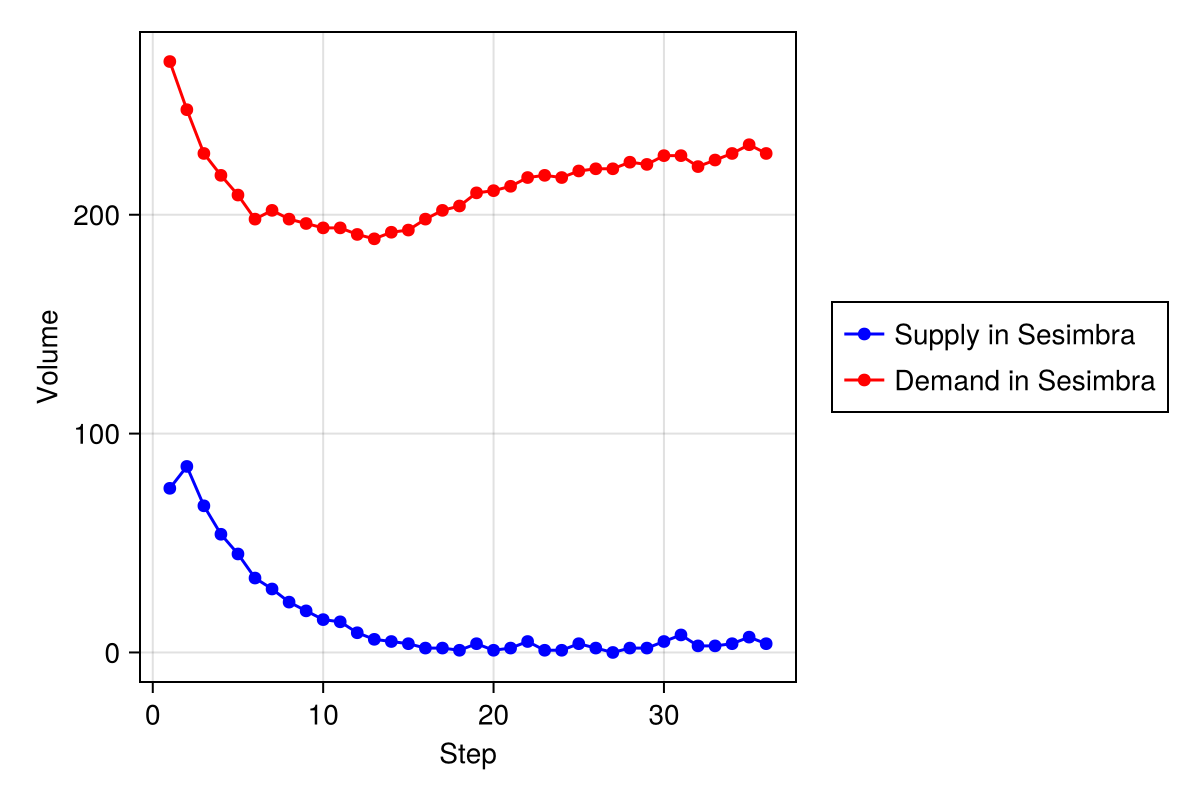 Volume
200
100
0
0 10 20 30
Step
Supply in Sesimbra
Demand in Sesimbra